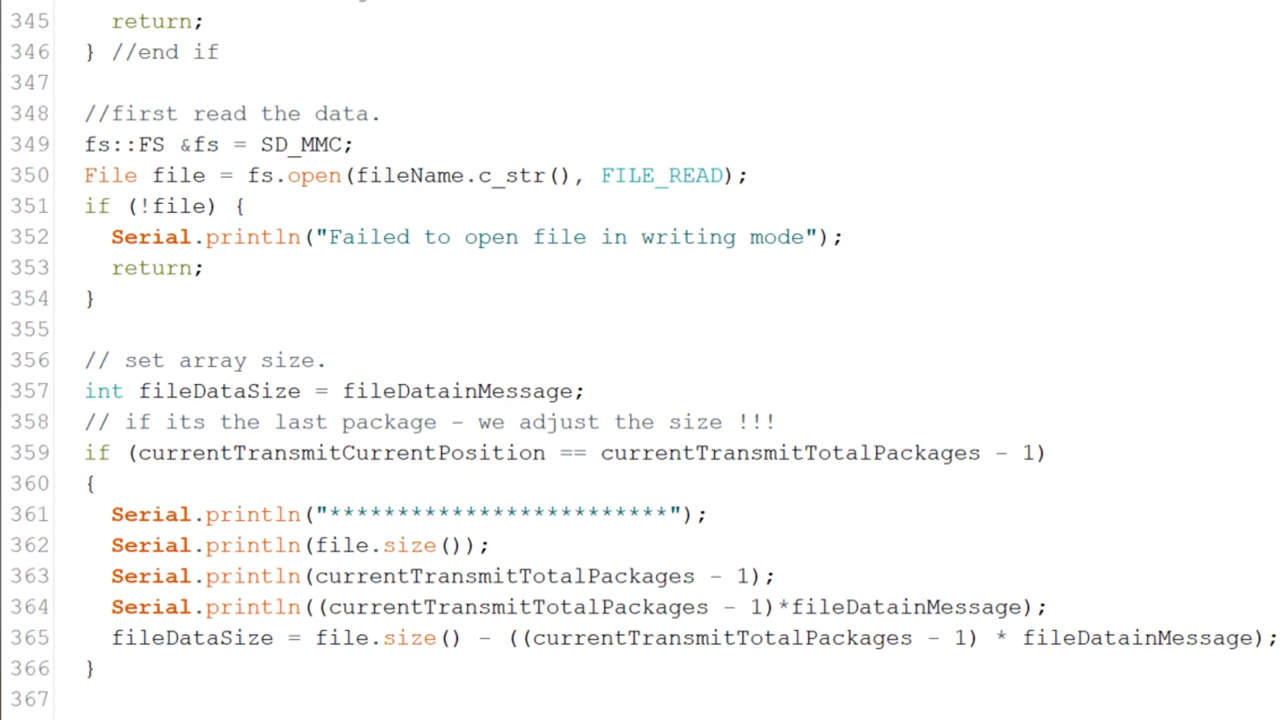 345 return;
346 } //end if
347
348 //first read the data.
349 fs::FS &fs = SD_MMC;
350 File file = fs.open(fileName.c_str(), FILE_READ);
351 if (!file) {
352 Serial.println("Failed to open file in writing mode");
353 return;
354 }
355
356 // set array size.
357 int fileDataSize = fileDatainMessage;
358 // if its the last package - we adjust the size !!!
359 if (currentTransmitCurrentPosition == currentTransmitTotalPackages - 1)
360 {
361 Serial.println("*************************");
362 Serial.println(file.size());
363 Serial.println(currentTransmitTotalPackages - 1);
364 Serial.println((currentTransmitTotalPackages - 1)*fileDatainMessage);
365 fileDataSize = file.size() - ((currentTransmitTotalPackages - 1) * fileDatainMessage);
366 }
367